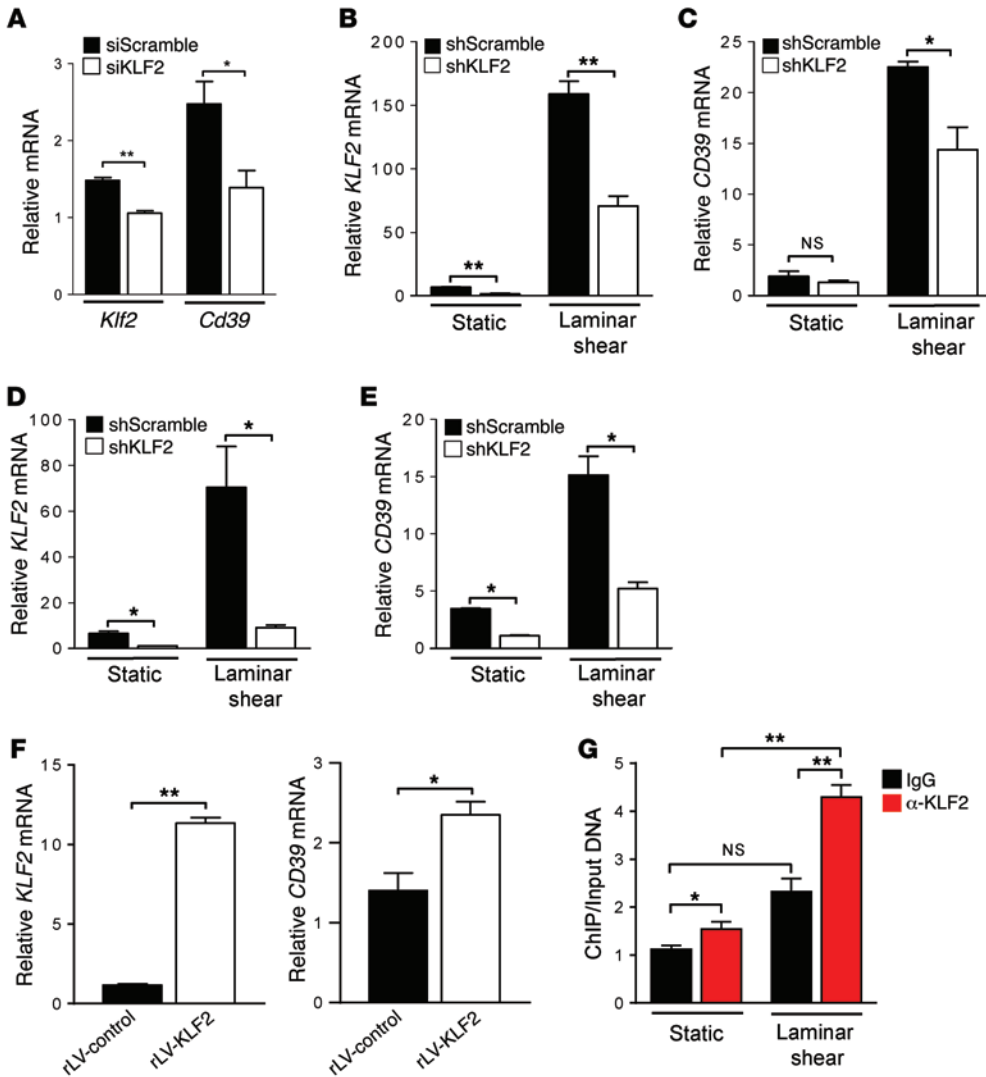 A
siScramble
siKLF2
Relative mRNA
3
2
1
0
**
*
Klf2
Cd39
B
shScramble
shKLF2
Relative KLF2 mRNA
200
150
100
50
0
**
**
Static
Laminar
shear
C
shScramble
shKLF2
Relative CD39 mRNA
25
20
15
10
5
0
NS
*
Static
Laminar
shear
D
shScramble
shKLF2
Relative KLF2 mRNA
100
80
60
40
20
0
*
*
Static
Laminar
shear
E
shScramble
shKLF2
Relative CD39 mRNA
20
15
10
5
0
*
*
Static
Laminar
shear
F
Relative KLF2 mRNA
15
10
5
0
**
rLV-control
rLV-KLF2
Relative CD39 mRNA
3
2
1
0
*
rLV-control
rLV-KLF2
G
IgG
α-KLF2
ChIP/Input DNA
5
4
3
2
1
0
**
**
NS
*
Static
Laminar
shear